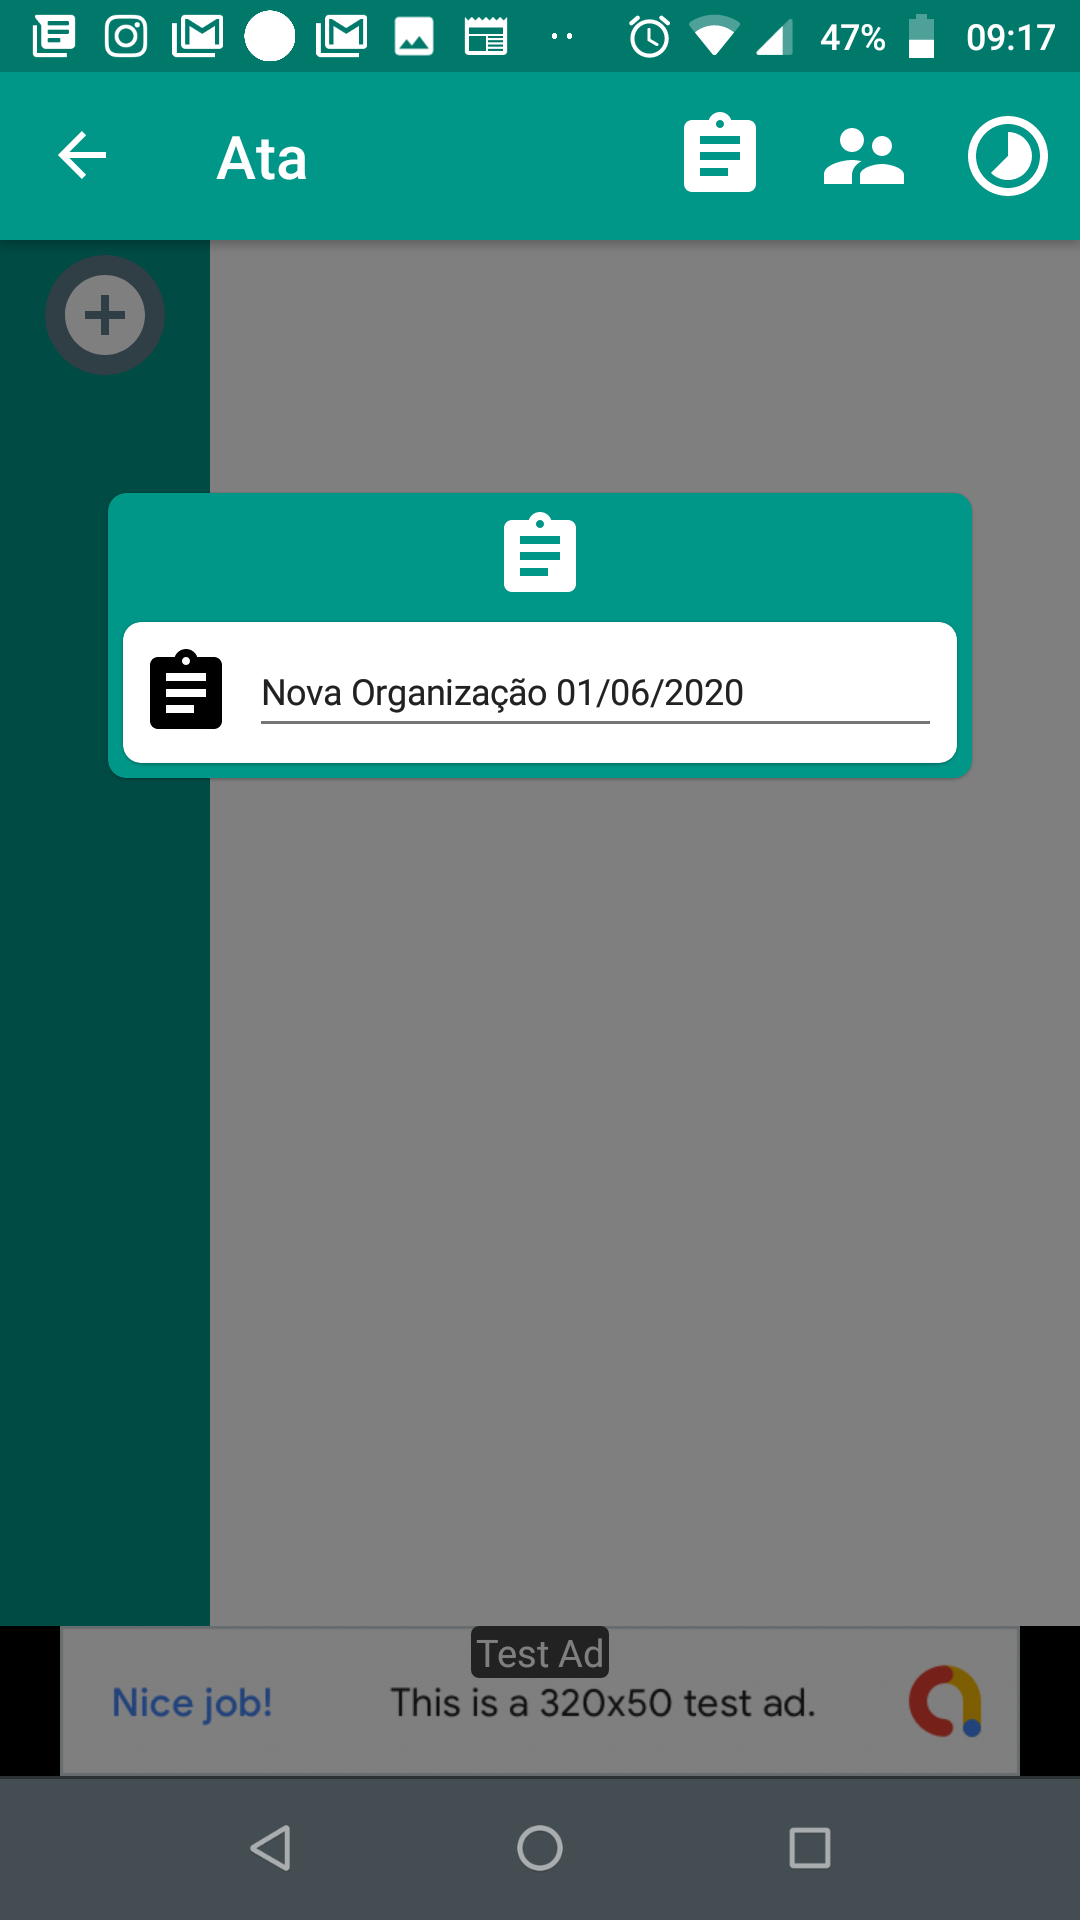 47% 09:17
Ata
Nova Organização 01/06/2020
Test Ad
Nice job! This is a 320x50 test ad.